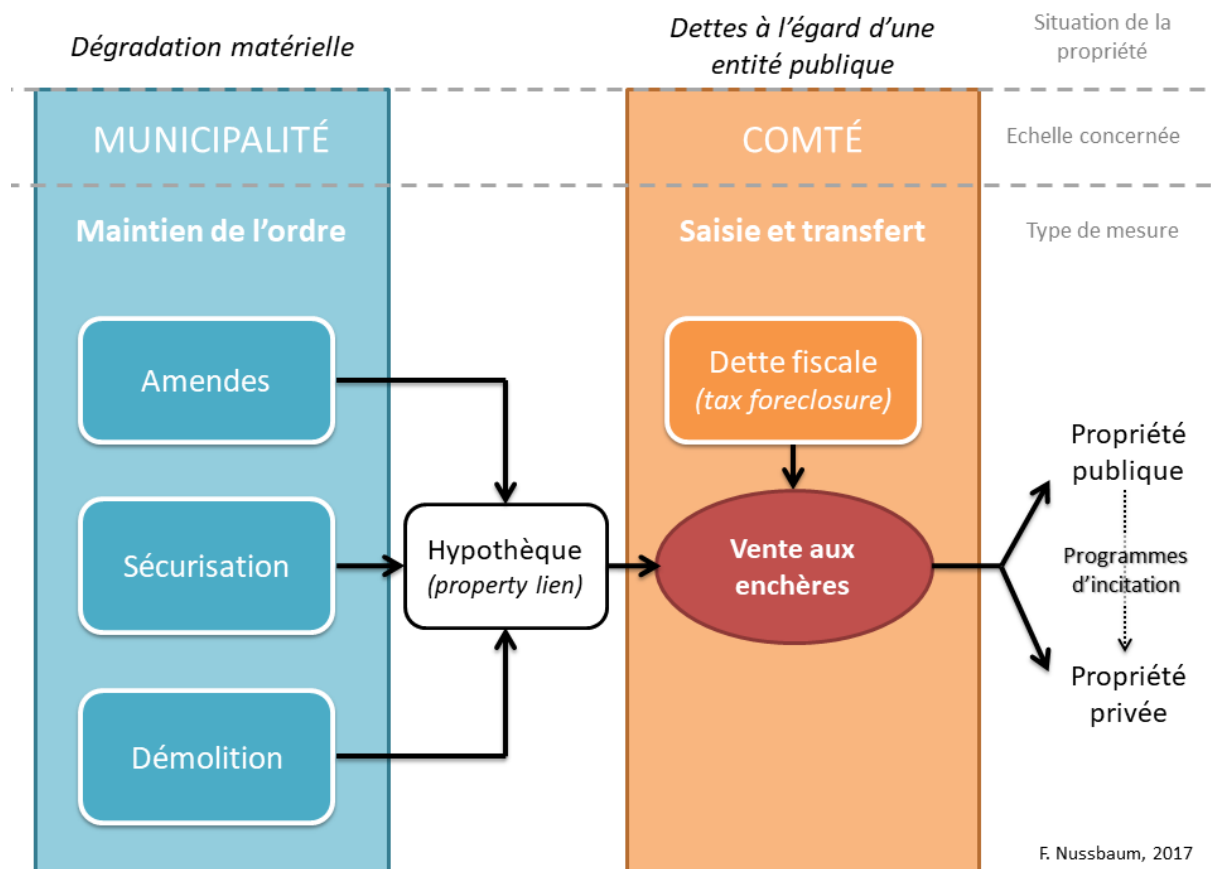 Dégradation matérielle
Dettes à l’égard d’une
entité publique
Situation de la
propriété
MUNICIPALITÉ
COMTÉ
Echelle concernée
Maintien de l’ordre
Saisie et transfert
Type de mesure
Amendes
Dette fiscale
(tax foreclosure)
Sécurisation
Hypothèque
(property lien)
Vente aux
enchères
Propriété
publique
Programmes
d’incitation
Propriété
privée
Démolition
F. Nussbaum, 2017